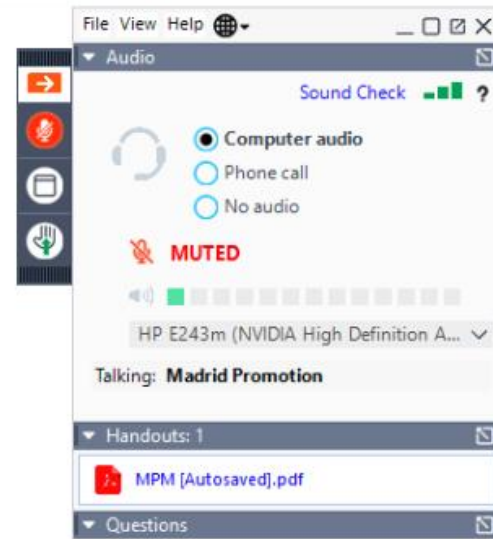 File View Help
Audio
Sound Check ?
Computer audio
Phone call
No audio
MUTED
HP E243m (NVIDIA High Definition A...
Talking: Madrid Promotion
Handouts: 1
MPM [Autosaved].pdf
Questions